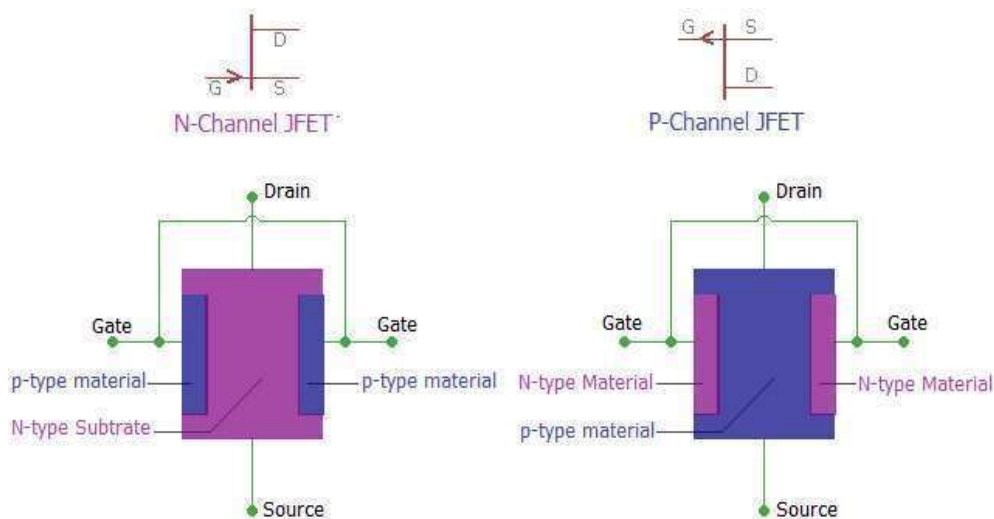 D
G
S
N-Channel JFET
G
S
D
P-Channel JFET
Drain
Gate
Gate
p-type material
p-type material
N-type Subtrate
Source
Drain
Gate
Gate
N-type Material
N-type Material
p-type material
Source